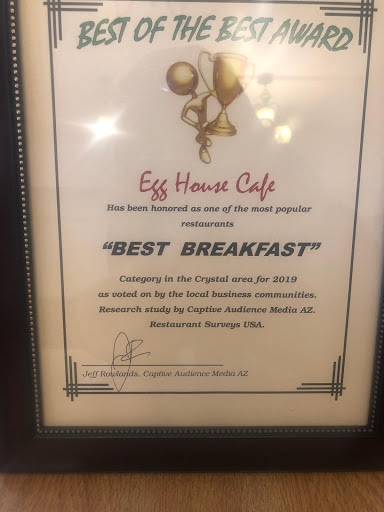 BEST OF THE BEST AWARD
Egg House Cafe
Has been honored as one of the most popular
restaurants
“BEST BREAKFAST”
Category in the Crystal area for 2019
as voted on by the local business communities.
Research study by Captive Audience Media AZ.
Restaurant Surveys USA.
Jeff Rowlands, Captive Audience Media AZ